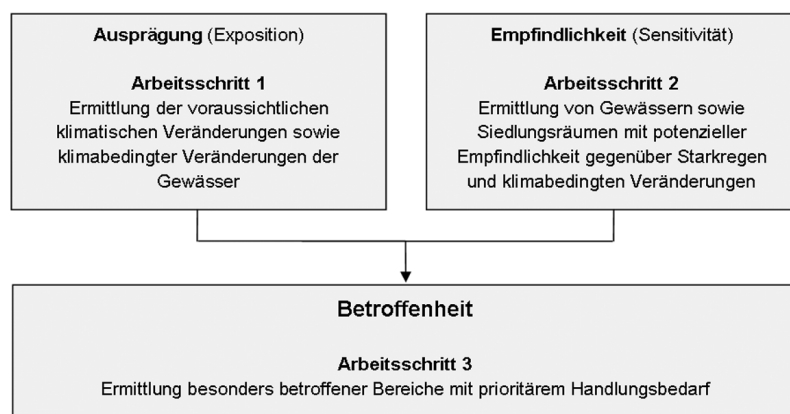 Ausprägung (Exposition)
Arbeitsschritt 1
Ermittlung der voraussichtlichen
klimatischen Veränderungen sowie
klimabedingter Veränderungen der
Gewässer
Empfindlichkeit (Sensitivität)
Arbeitsschritt 2
Ermittlung von Gewässern sowie
Siedlungsräumen mit potenzieller
Empfindlichkeit gegenüber Starkregen
und klimabedingten Veränderungen
Betroffenheit
Arbeitsschritt 3
Ermittlung besonders betroffener Bereiche mit prioritärem Handlungsbedarf